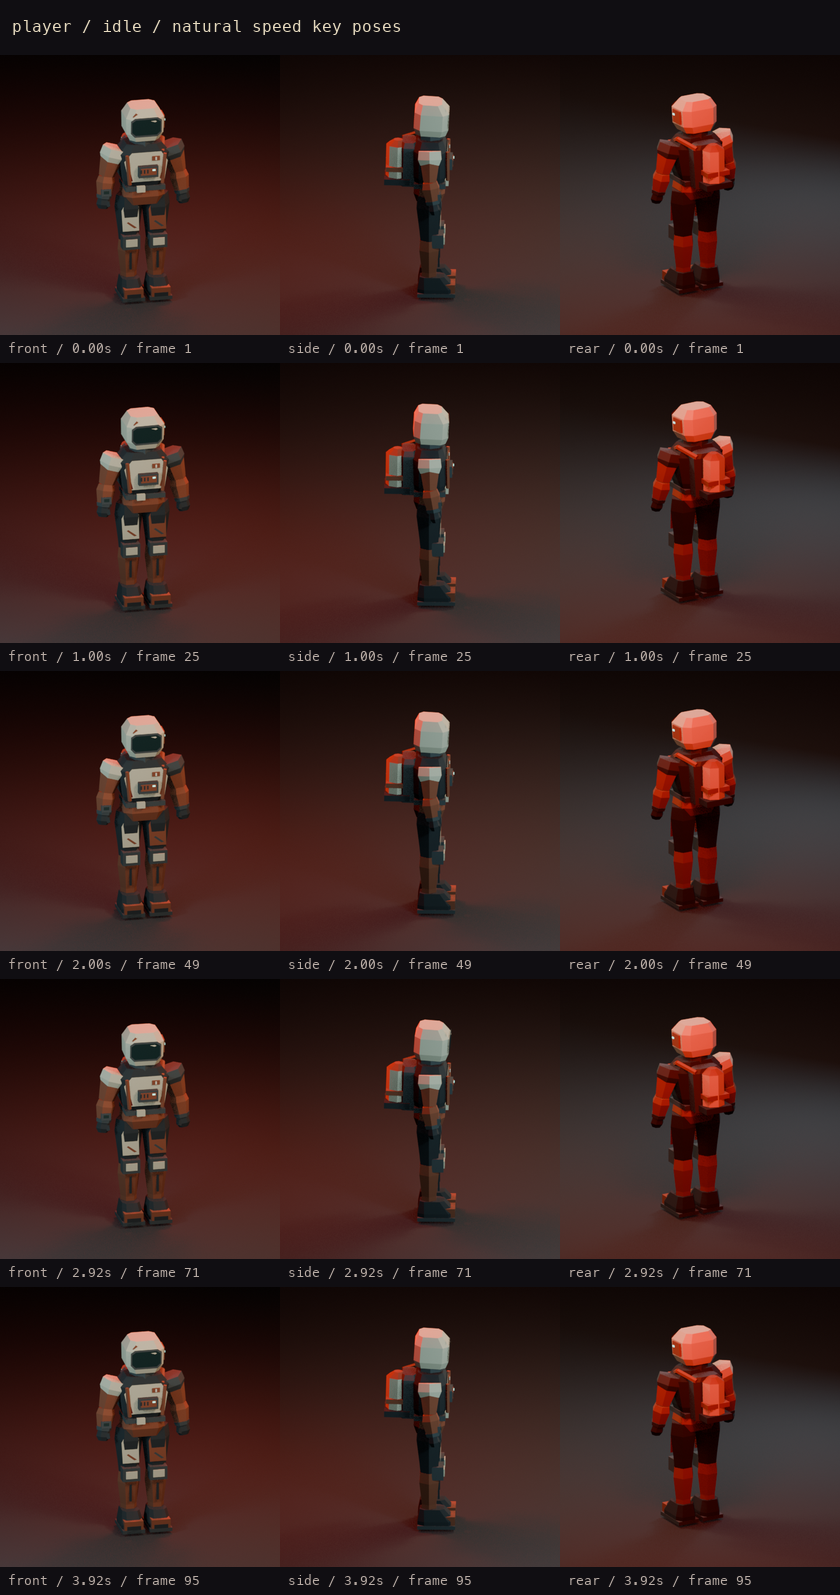 player / idle / natural speed key poses
front / 0.00s / frame 1
side / 0.00s / frame 1
rear / 0.00s / frame 1
front / 1.00s / frame 25
side / 1.00s / frame 25
rear / 1.00s / frame 25
front / 2.00s / frame 49
side / 2.00s / frame 49
rear / 2.00s / frame 49
front / 2.92s / frame 71
side / 2.92s / frame 71
rear / 2.92s / frame 71
front / 3.92s / frame 95
side / 3.92s / frame 95
rear / 3.92s / frame 95